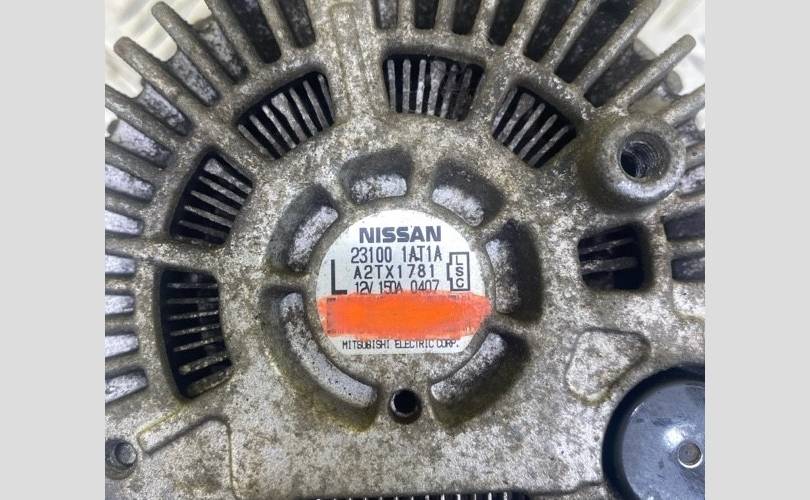 NISSAN
23100 1AT1A
L A2TX1781 LSC
12V 150A 0407
MITSUBISHI ELECTRIC CORP.